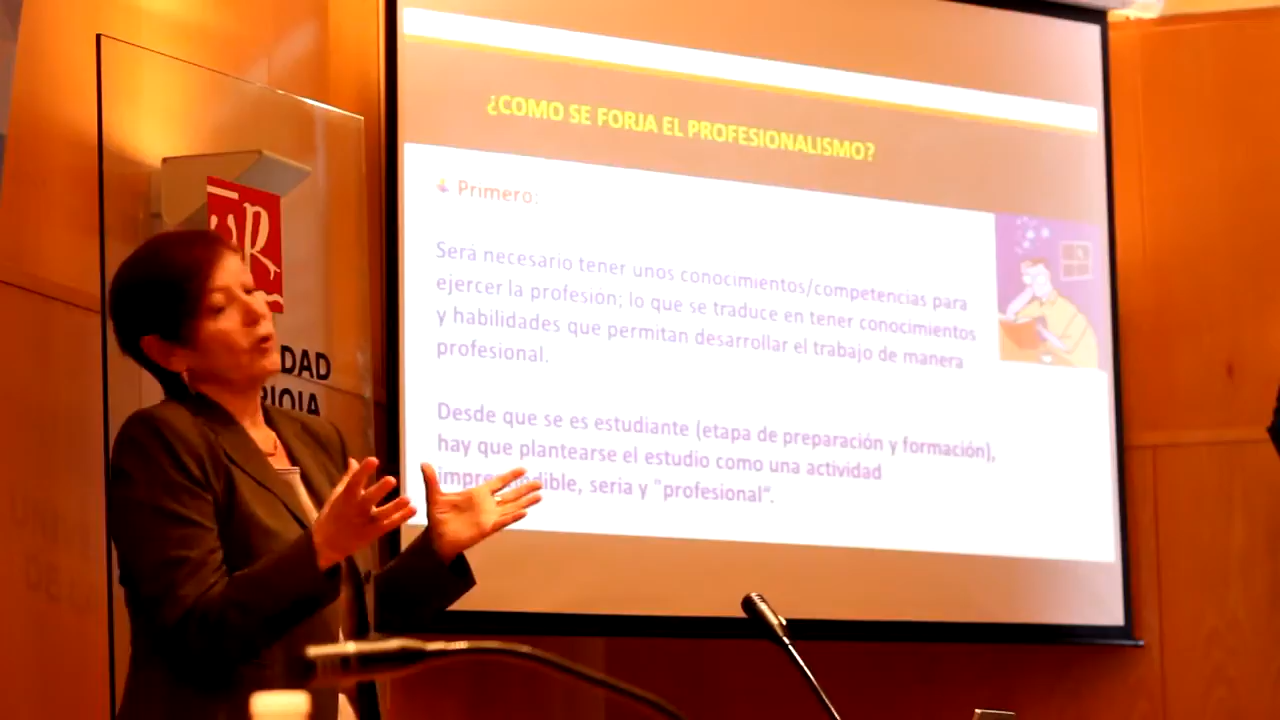 ¿COMO SE FORJA EL PROFESIONALISMO?
Primero:
Será necesario tener unos conocimientos/competencias para
ejercer la profesión; lo que se traduce en tener conocimientos
y habilidades que permitan desarrollar el trabajo de manera
profesional.
Desde que se es estudiante (etapa de preparación y formación),
hay que plantearse el estudio como una actividad
seria y "profesional".
UR
DAD
RIOJA